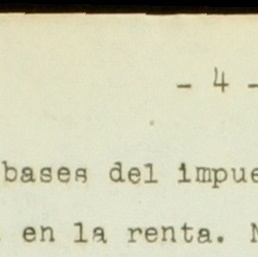 - 4 -
bases del impue
en la renta. N